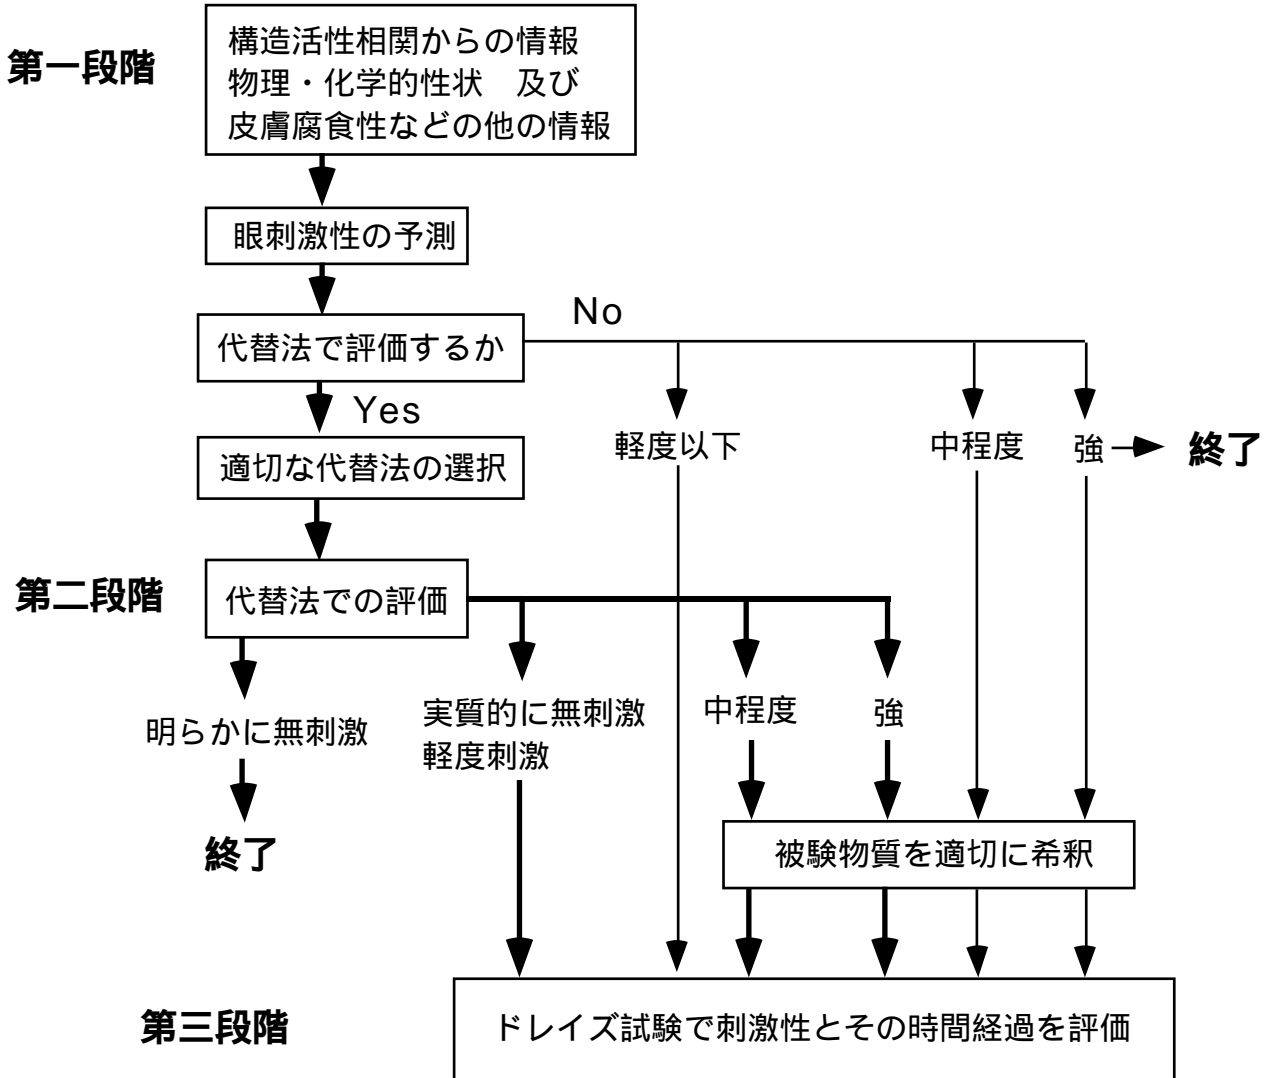 第一段階
構造活性相関からの情報
物理・化学的性状　及び
皮膚腐食性などの他の情報
眼刺激性の予測
代替法で評価するか
No
Yes
軽度以下
中程度
強
終了
適切な代替法の選択
第二段階
代替法での評価
明らかに無刺激
実質的に無刺激
軽度刺激
中程度
強
終了
被験物質を適切に希釈
第三段階
ドレイズ試験で刺激性とその時間経過を評価